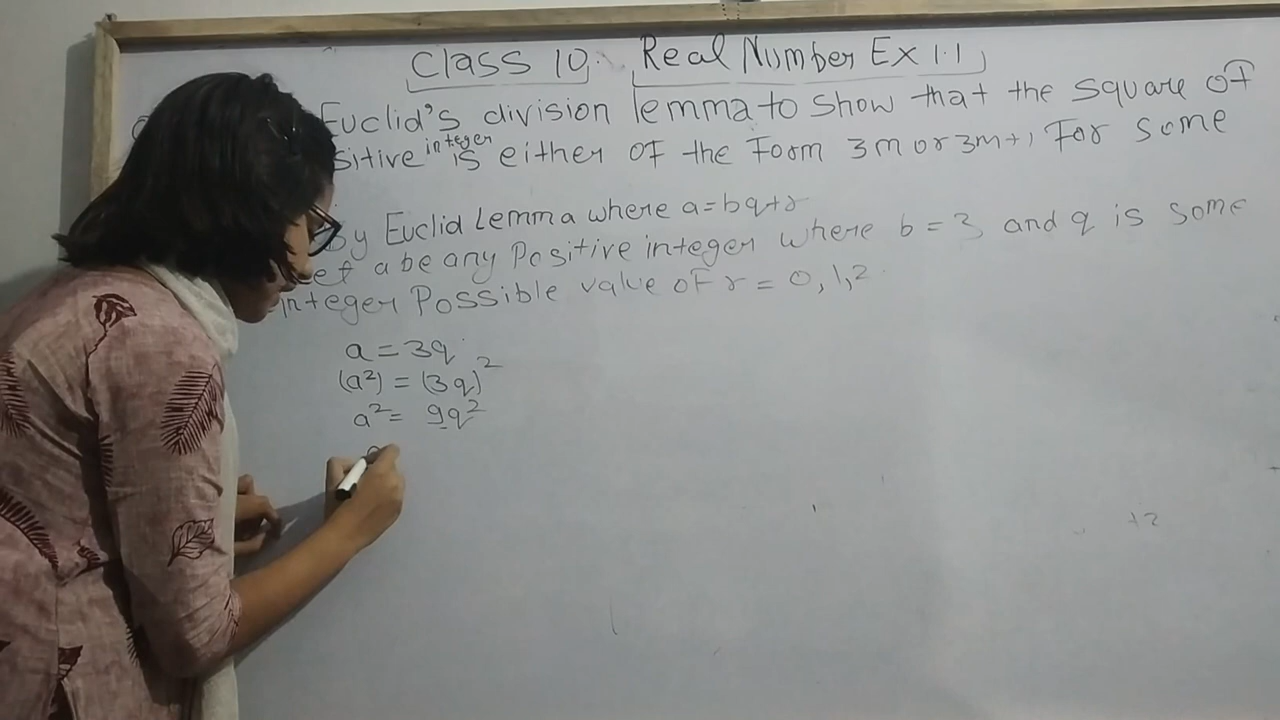 Class 10. Real Number Ex 1.1
Euclid's division lemma to show that the square of
sitive integer is either of the form 3m or 3m+1 for some
By Euclid Lemma where a=bq+r
let a be any Positive integer where b = 3 and q is some
integer Possible value of r = 0,1,2.
a = 3q
(a²) = (3q)²
a² = 9q²
+2